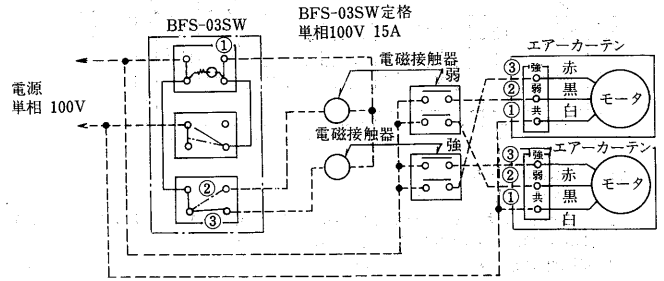 BFS-03SW
BFS-03SW定格
単相100V 15A
電源
単相 100V
①
②
③
電磁接触器
弱
電磁接触器
強
エアーカーテン
③ 強 赤
② 弱 黒
① 共 白
モータ
エアーカーテン
③ 強
② 弱 赤
① 共 黒
白
モータ